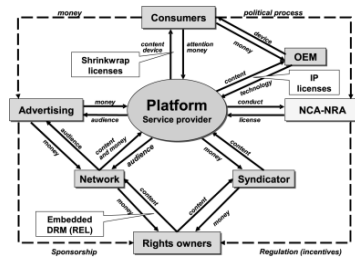 money
Consumers
political process
content
device
attention
money
device
money
OEM
Shrinkwrap
licenses
content
technology
IP
licenses
Platform
Service provider
Advertising
money
audience
conduct
license
NCA-NRA
audience
money
content
and money
audience
content
money
Network
Syndicator
Embedded
DRM (REL)
content
money
content
money
Rights owners
Sponsorship
Regulation (incentives)